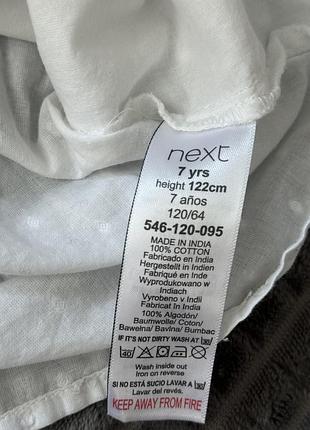 next
7 yrs
height 122cm
7 años
120/64
546-120-095
MADE IN INDIA
100% COTTON
Fabricado en India
Hergestellt in Indien
Fabriqué en Inde
Wyprodukowano w
Indiach
Vyrobeno v Indii
Fabricat în India
100% Algodón/
Baumwolle/ Coton/
Bawełna/ Bavlna/ Bumbac
IF IT'S NOT DIRTY WASH AT 30
40
Wash inside out
Iron on reverse
SI NO ESTÁ SUCIO LAVAR A 30
Lavar del revés.
KEEP AWAY FROM FIRE